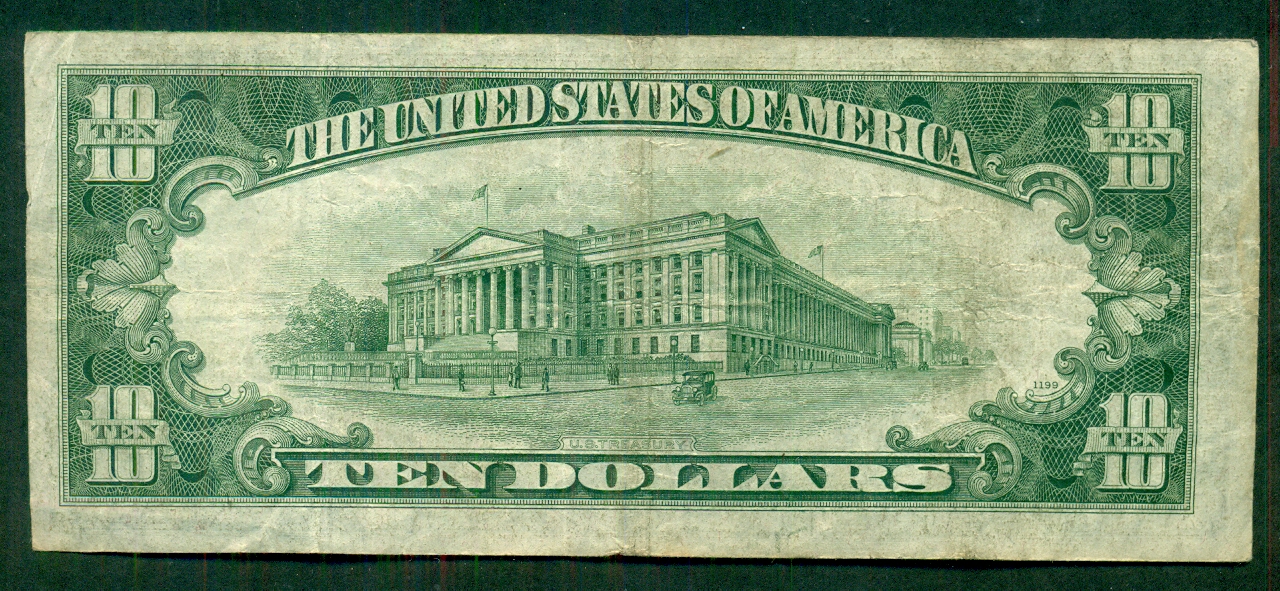 10
TEN
10
THE UNITED STATES OF AMERICA
10
TEN
10
1199
10
TEN
10
U.S. TREASURY
10
TEN
10
TEN DOLLARS